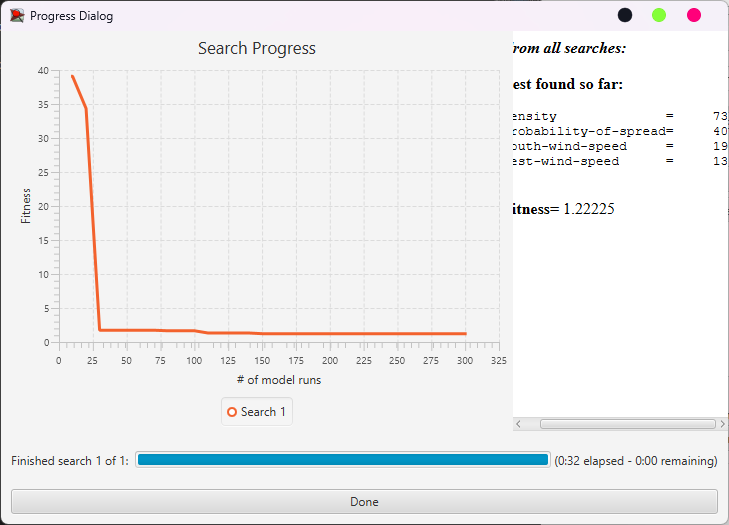 Progress Dialog
Search Progress
40
35
30
25
20
15
10
5
0
Fitness
0 25 50 75 100 125 150 175 200 225 250 275 300 325
# of model runs
Search 1
from all searches:
est found so far:
ensity = 73
robability-of-spread= 40
outh-wind-speed = 19
est-wind-speed = 13
itness= 1.22225
Finished search 1 of 1:
(0:32 elapsed - 0:00 remaining)
Done